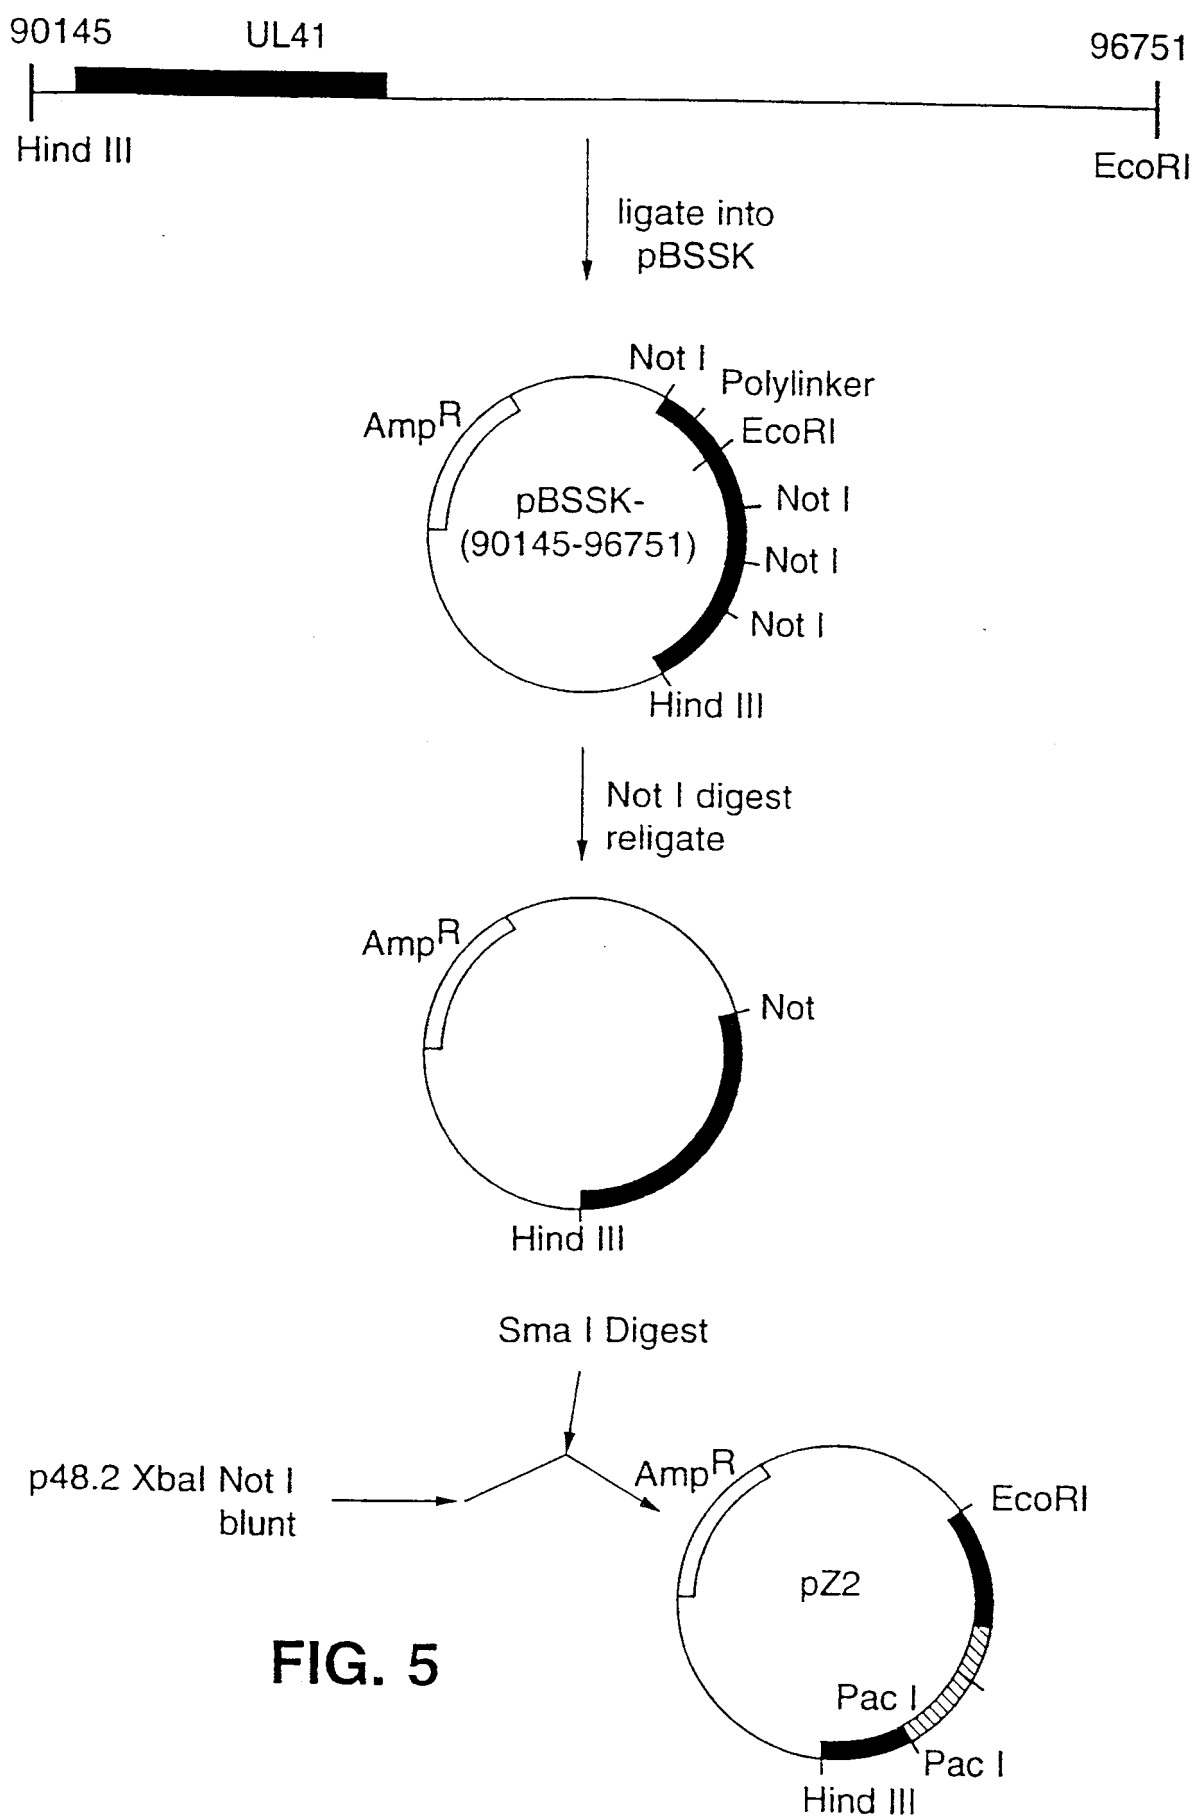 90145
UL41
96751
Hind III
EcoRI
ligate into
pBSSK
Not I
Polylinker
EcoRI
AmpR
pBSSK-
(90145-96751)
Not I
Not I
Not I
Hind III
Not I digest
religate
AmpR
Not
Hind III
Sma I Digest
p48.2 XbaI Not I
blunt
AmpR
EcoRI
pZ2
Pac I
Pac I
Hind III
FIG. 5